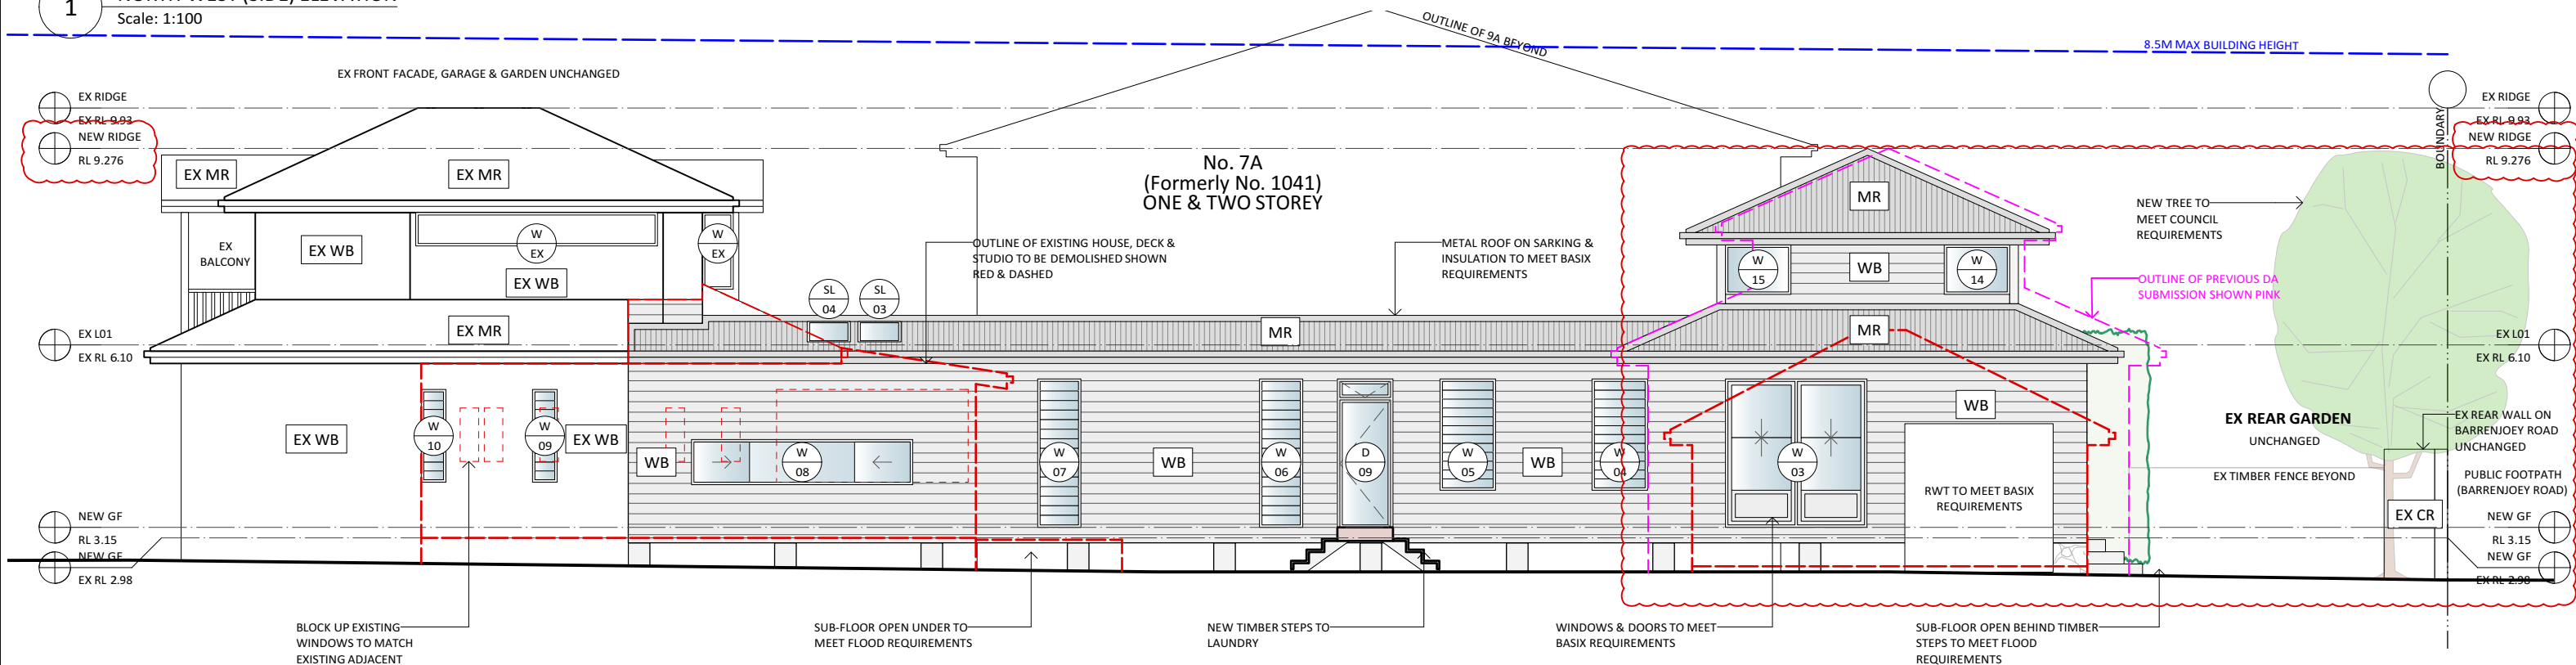 1
NORTH-WEST (SIDE) ELEVATION
Scale: 1:100
OUTLINE OF 9A BEYOND
8.5M MAX BUILDING HEIGHT
EX FRONT FACADE, GARAGE & GARDEN UNCHANGED
EX RIDGE
EX RL 9.93
NEW RIDGE
RL 9.276
EX RIDGE
EX RL 9.93
NEW RIDGE
RL 9.276
BOUNDARY
EX MR
EX MR
No. 7A
(Formerly No. 1041)
ONE & TWO STOREY
MR
NEW TREE TO
MEET COUNCIL
REQUIREMENTS
EX
BALCONY
EX WB
W
EX
W
EX
EX WB
OUTLINE OF EXISTING HOUSE, DECK &
STUDIO TO BE DEMOLISHED SHOWN
RED & DASHED
METAL ROOF ON SARKING &
INSULATION TO MEET BASIX
REQUIREMENTS
W
15
WB
W
14
OUTLINE OF PREVIOUS DA
SUBMISSION SHOWN PINK
SL
04
SL
03
EX MR
MR
MR
EX L01
EX RL 6.10
EX L01
EX RL 6.10
EX WB
W
10
W
09
EX WB
WB
W
08
W
07
WB
W
06
D
09
W
05
WB
W
04
W
03
WB
RWT TO MEET BASIX
REQUIREMENTS
EX REAR GARDEN
UNCHANGED
EX TIMBER FENCE BEYOND
EX REAR WALL ON
BARRENJOEY ROAD
UNCHANGED
PUBLIC FOOTPATH
(BARRENJOEY ROAD)
EX CR
NEW GF
RL 3.15
NEW GF
EX RL 2.98
NEW GF
RL 3.15
NEW GF
EX RL 2.98
BLOCK UP EXISTING
WINDOWS TO MATCH
EXISTING ADJACENT
SUB-FLOOR OPEN UNDER TO
MEET FLOOD REQUIREMENTS
NEW TIMBER STEPS TO
LAUNDRY
WINDOWS & DOORS TO MEET
BASIX REQUIREMENTS
SUB-FLOOR OPEN BEHIND TIMBER
STEPS TO MEET FLOOD
REQUIREMENTS